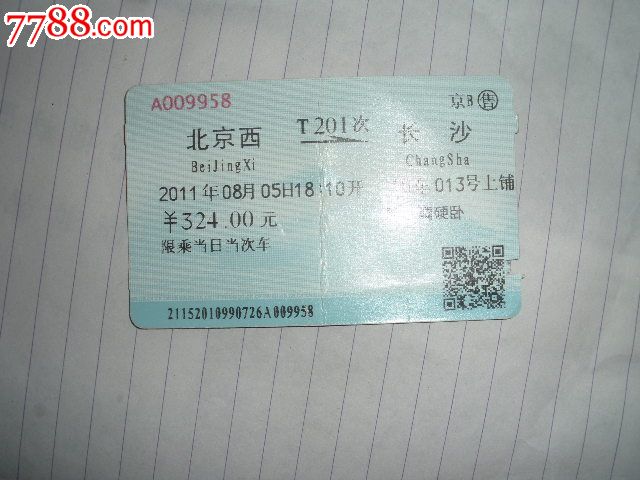 7788.com
A009958 京B 售
北京西 T201次 长沙
BeiJingXi ChangSha
2011年08月05日18:10开 013号上铺
￥324.00元 硬卧
限乘当日当次车
21152010990726A009958